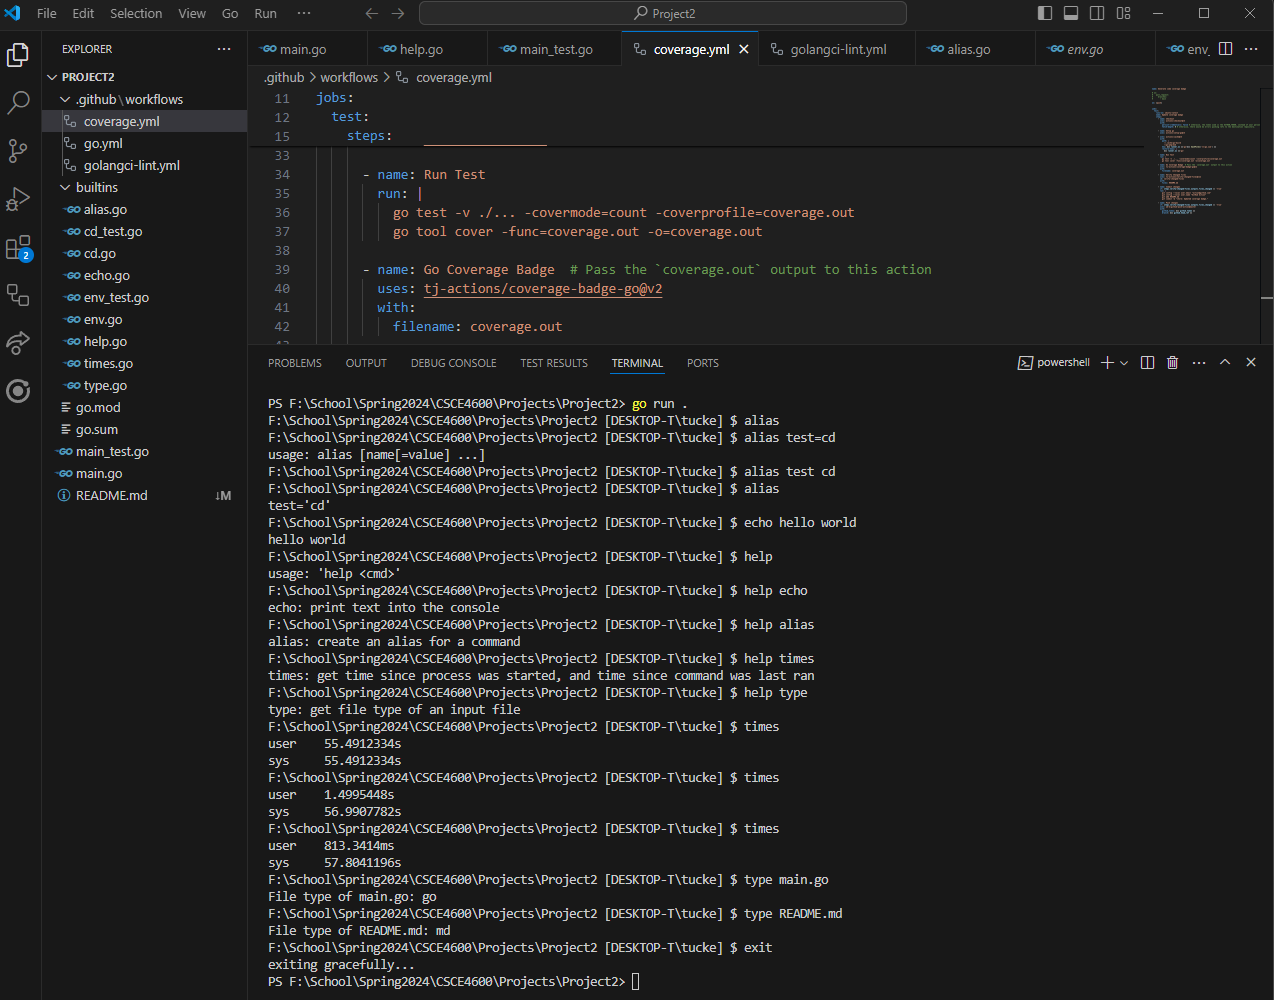 File Edit Selection View Go Run ··· Project2
EXPLORER ···
PROJECT2
.github\workflows
coverage.yml
go.yml
golangci-lint.yml
builtins
alias.go
cd_test.go
cd.go
echo.go
env_test.go
env.go
help.go
times.go
type.go
go.mod
go.sum
main_test.go
main.go
README.md ↓M
2
main.go help.go main_test.go coverage.yml golangci-lint.yml alias.go env.go env_ ···
.github > workflows > coverage.yml
11 jobs:
12 test:
15 steps:
33
34 - name: Run Test
35 run: |
36 go test -v ./... -covermode=count -coverprofile=coverage.out
37 go tool cover -func=coverage.out -o=coverage.out
38
39 - name: Go Coverage Badge  # Pass the `coverage.out` output to this action
40 uses: tj-actions/coverage-badge-go@v2
41 with:
42 filename: coverage.out
PROBLEMS OUTPUT DEBUG CONSOLE TEST RESULTS TERMINAL PORTS powershell ···
PS F:\School\Spring2024\CSCE4600\Projects\Project2> go run .
F:\School\Spring2024\CSCE4600\Projects\Project2 [DESKTOP-T\tucke] $ alias
F:\School\Spring2024\CSCE4600\Projects\Project2 [DESKTOP-T\tucke] $ alias test=cd
usage: alias [name[=value] ...]
F:\School\Spring2024\CSCE4600\Projects\Project2 [DESKTOP-T\tucke] $ alias test cd
F:\School\Spring2024\CSCE4600\Projects\Project2 [DESKTOP-T\tucke] $ alias
test='cd'
F:\School\Spring2024\CSCE4600\Projects\Project2 [DESKTOP-T\tucke] $ echo hello world
hello world
F:\School\Spring2024\CSCE4600\Projects\Project2 [DESKTOP-T\tucke] $ help
usage: 'help <cmd>'
F:\School\Spring2024\CSCE4600\Projects\Project2 [DESKTOP-T\tucke] $ help echo
echo: print text into the console
F:\School\Spring2024\CSCE4600\Projects\Project2 [DESKTOP-T\tucke] $ help alias
alias: create an alias for a command
F:\School\Spring2024\CSCE4600\Projects\Project2 [DESKTOP-T\tucke] $ help times
times: get time since process was started, and time since command was last ran
F:\School\Spring2024\CSCE4600\Projects\Project2 [DESKTOP-T\tucke] $ help type
type: get file type of an input file
F:\School\Spring2024\CSCE4600\Projects\Project2 [DESKTOP-T\tucke] $ times
user 55.4912334s
sys 55.4912334s
F:\School\Spring2024\CSCE4600\Projects\Project2 [DESKTOP-T\tucke] $ times
user 1.4995448s
sys 56.9907782s
F:\School\Spring2024\CSCE4600\Projects\Project2 [DESKTOP-T\tucke] $ times
user 813.3414ms
sys 57.8041196s
F:\School\Spring2024\CSCE4600\Projects\Project2 [DESKTOP-T\tucke] $ type main.go
File type of main.go: go
F:\School\Spring2024\CSCE4600\Projects\Project2 [DESKTOP-T\tucke] $ type README.md
File type of README.md: md
F:\School\Spring2024\CSCE4600\Projects\Project2 [DESKTOP-T\tucke] $ exit
exiting gracefully...
PS F:\School\Spring2024\CSCE4600\Projects\Project2>